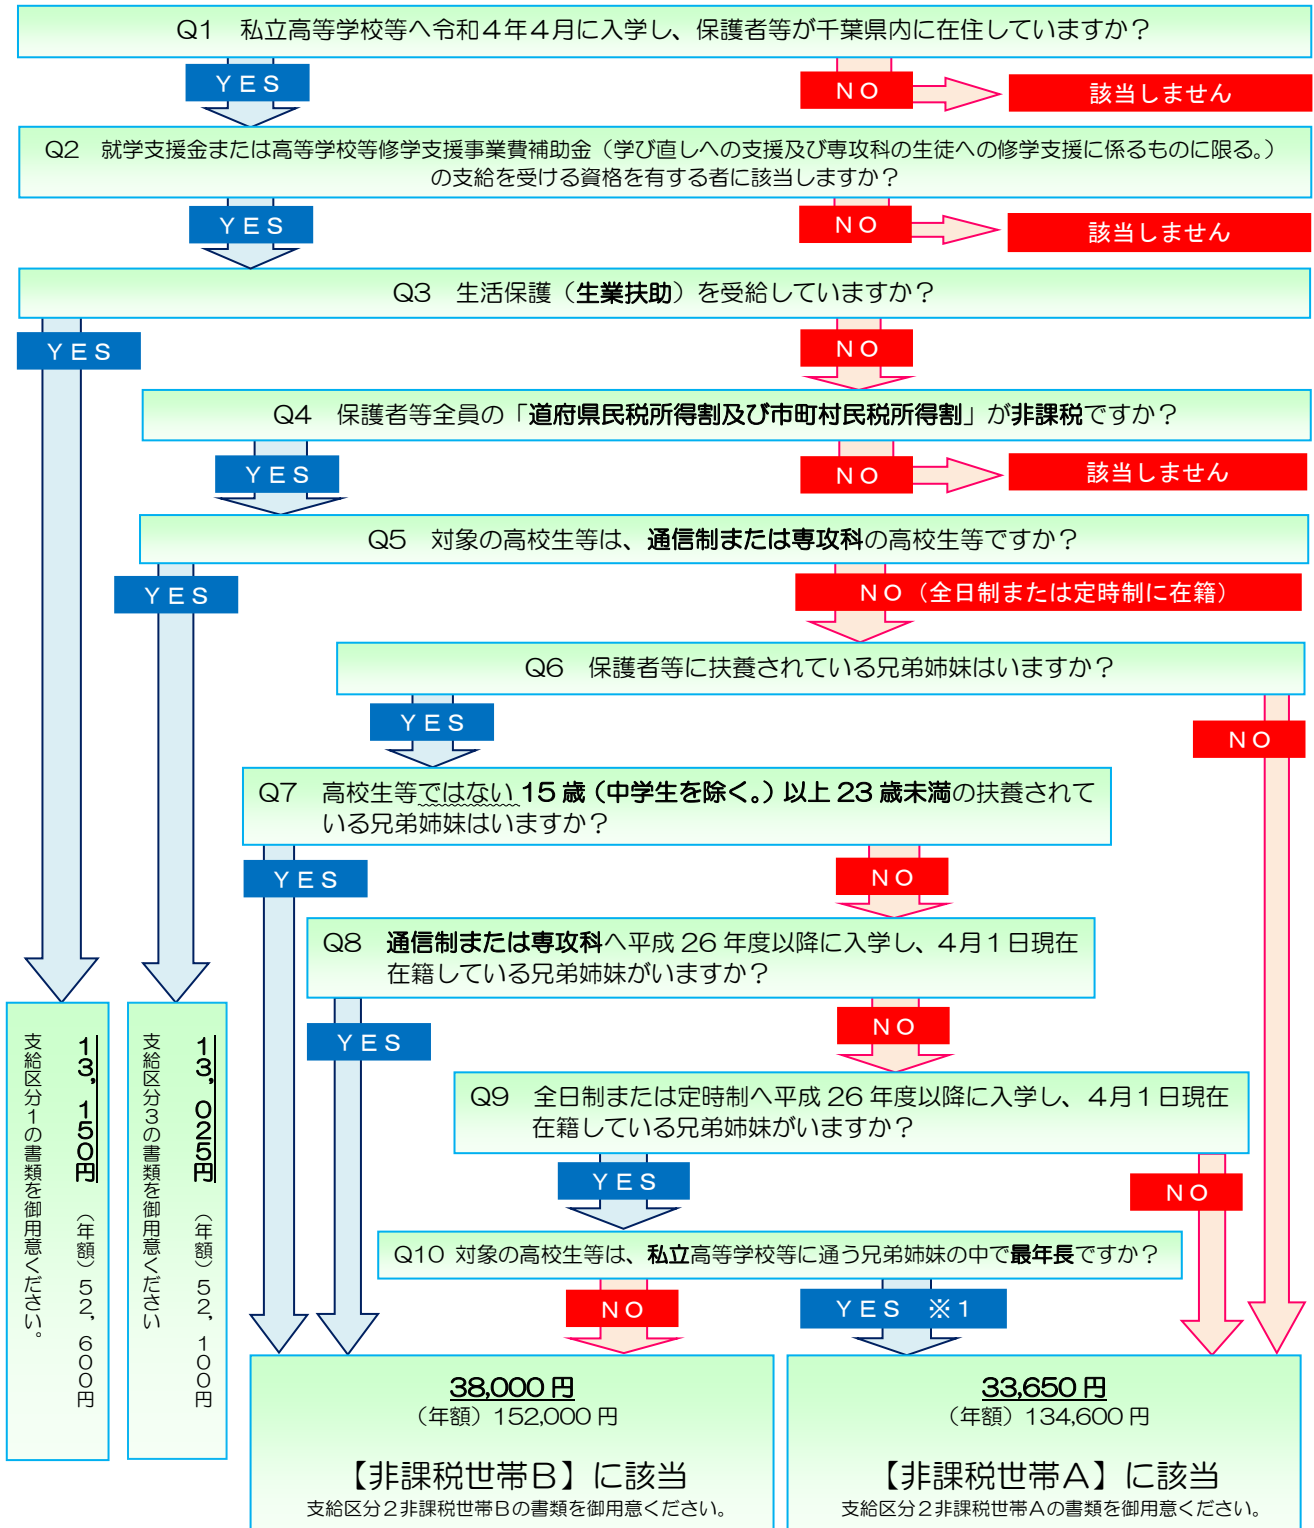 Q1　私立高等学校等へ令和４年４月に入学し、保護者等が千葉県内に在住していますか？
ＹＥＳ
ＮＯ
該当しません
Q2　就学支援金または高等学校等修学支援事業費補助金（学び直しへの支援及び専攻科の生徒への修学支援に係るものに限る。）
の支給を受ける資格を有する者に該当しますか？
ＹＥＳ
ＮＯ
該当しません
Q3　生活保護（生業扶助）を受給していますか？
ＹＥＳ
ＮＯ
Q4　保護者等全員の「道府県民税所得割及び市町村民税所得割」が非課税ですか？
ＹＥＳ
ＮＯ
該当しません
Q5　対象の高校生等は、通信制または専攻科の高校生等ですか？
ＹＥＳ
ＮＯ（全日制または定時制に在籍）
Q6　保護者等に扶養されている兄弟姉妹はいますか？
ＹＥＳ
ＮＯ
Q7　高校生等ではない15歳（中学生を除く。）以上23歳未満の扶養されて
いる兄弟姉妹はいますか？
ＹＥＳ
ＮＯ
Q8　通信制または専攻科へ平成26年度以降に入学し、４月１日現在
在籍している兄弟姉妹がいますか？
ＹＥＳ
ＮＯ
Q9　全日制または定時制へ平成26年度以降に入学し、４月１日現在
在籍している兄弟姉妹がいますか？
ＹＥＳ
ＮＯ
Q10 対象の高校生等は、私立高等学校等に通う兄弟姉妹の中で最年長ですか？
ＮＯ
ＹＥＳ　※１
13,150円　（年額）52,600円
支給区分１の書類を御用意ください。
13,025円　（年額）52,100円
支給区分３の書類を御用意ください
38,000円
（年額）152,000円
【非課税世帯Ｂ】に該当
支給区分２非課税世帯Ｂの書類を御用意ください。
33,650円
（年額）134,600円
【非課税世帯Ａ】に該当
支給区分２非課税世帯Ａの書類を御用意ください。